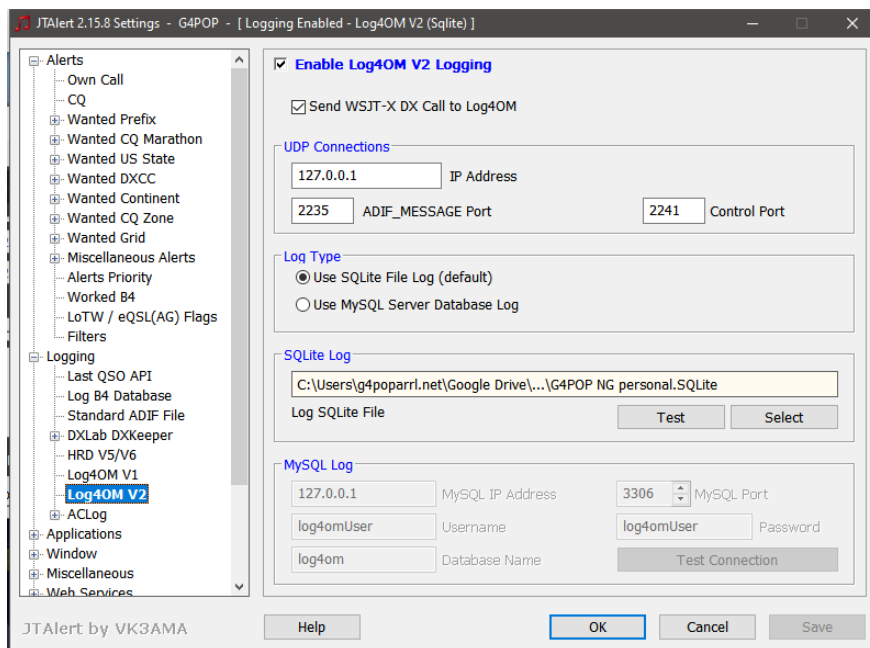 JTAlert 2.15.8 Settings - G4POP - [ Logging Enabled - Log4OM V2 (Sqlite) ]
Alerts
Own Call
CQ
Wanted Prefix
Wanted CQ Marathon
Wanted US State
Wanted DXCC
Wanted Continent
Wanted CQ Zone
Wanted Grid
Miscellaneous Alerts
Alerts Priority
Worked B4
LoTW / eQSL(AG) Flags
Filters
Logging
Last QSO API
Log B4 Database
Standard ADIF File
DXLab DXKeeper
HRD V5/V6
Log4OM V1
Log4OM V2
ACLog
Applications
Window
Miscellaneous
Web Services
Enable Log4OM V2 Logging
Send WSJT-X DX Call to Log4OM
UDP Connections
127.0.0.1 IP Address
2235 ADIF_MESSAGE Port 2241 Control Port
Log Type
Use SQLite File Log (default)
Use MySQL Server Database Log
SQLite Log
C:\Users\g4poparrl.net\Google Drive\...\G4POP NG personal.SQLite
Log SQLite File Test Select
MySQL Log
127.0.0.1 MySQL IP Address 3306 MySQL Port
log4omUser Username log4omUser Password
log4om Database Name Test Connection
JTAlert by VK3AMA Help OK Cancel Save